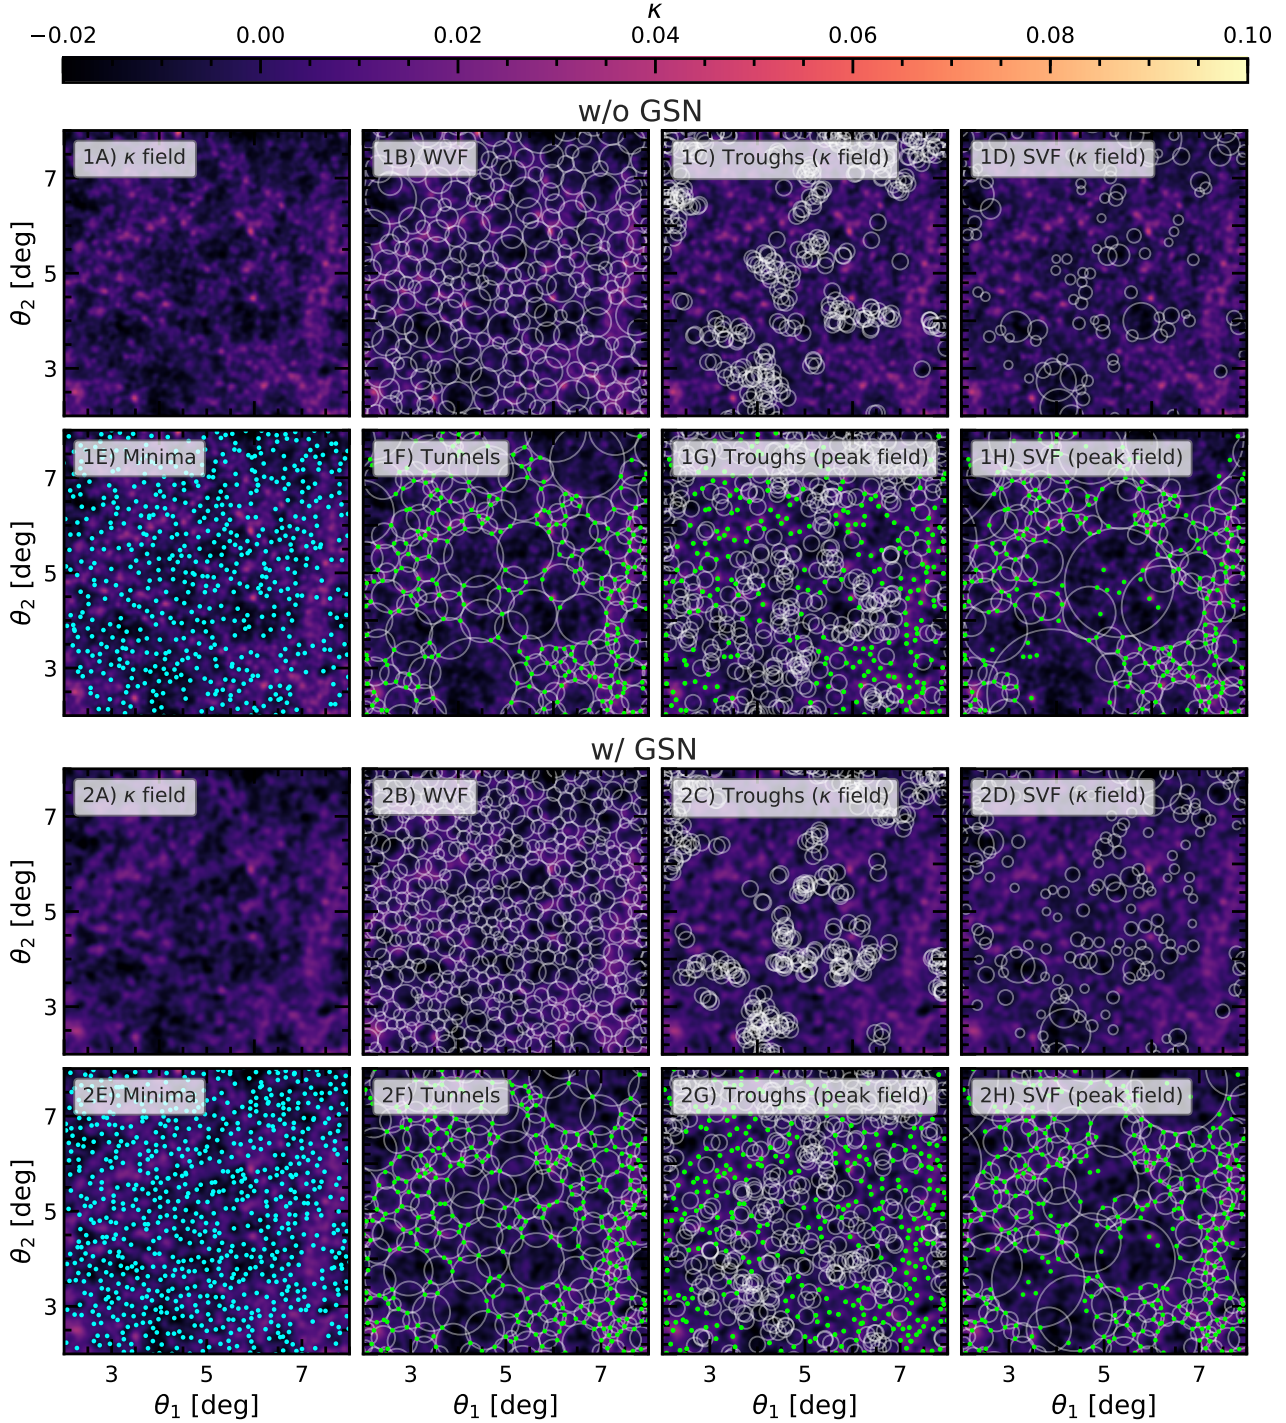 κ
−0.02 0.00 0.02 0.04 0.06 0.08 0.10
w/o GSN
1A) κ field 1B) WVF 1C) Troughs (κ field) 1D) SVF (κ field)
7
5
3
θ2 [deg]
1E) Minima 1F) Tunnels 1G) Troughs (peak field) 1H) SVF (peak field)
7
5
3
θ2 [deg]
w/ GSN
2A) κ field 2B) WVF 2C) Troughs (κ field) 2D) SVF (κ field)
7
5
3
θ2 [deg]
2E) Minima 2F) Tunnels 2G) Troughs (peak field) 2H) SVF (peak field)
7
5
3
θ2 [deg]
3 5 7 3 5 7 3 5 7 3 5 7
θ1 [deg] θ1 [deg] θ1 [deg] θ1 [deg]